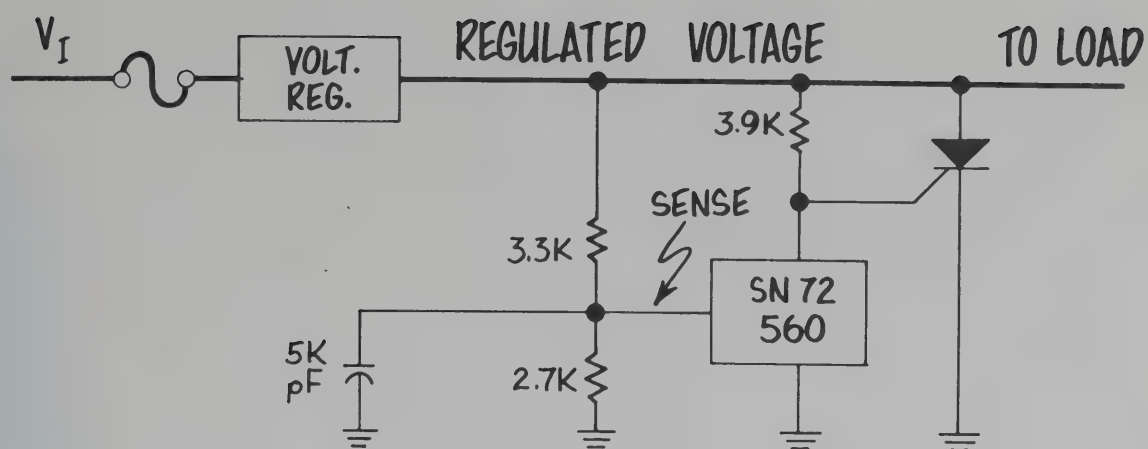 V_I
VOLT.
REG.
REGULATED VOLTAGE
TO LOAD
3.9K
SENSE
3.3K
SN 72
560
5K
pF
2.7K